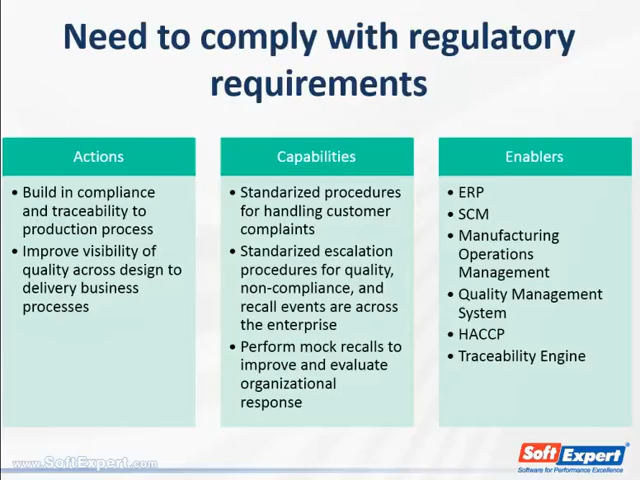 Need to comply with regulatory
requirements
Actions
• Build in compliance
and traceability to
production process
• Improve visibility of
quality across design to
delivery business
processes
Capabilities
• Standarized procedures
for handling customer
complaints
• Standarized escalation
procedures for quality,
non-compliance, and
recall events are across
the enterprise
• Perform mock recalls to
improve and evaluate
organizational
response
Enablers
• ERP
• SCM
• Manufacturing
Operations
Management
• Quality Management
System
• HACCP
• Traceability Engine
www.SoftExpert.com
Soft Expert®
Software for Performance Excellence